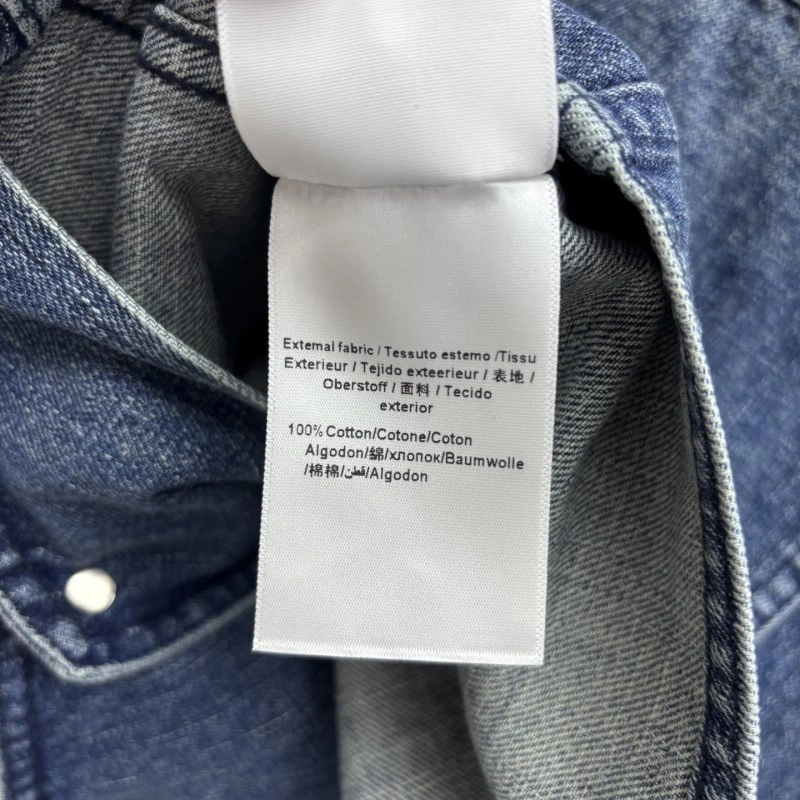 External fabric / Tessuto estemo /Tissu
Exterieur / Tejido exteerieur / 表地 /
Oberstoff / 面料 / Tecido
exterior
100% Cotton/Cotone/Coton
Algodon/綿/хлопок/Baumwolle
/棉棉/قطن/Algodon